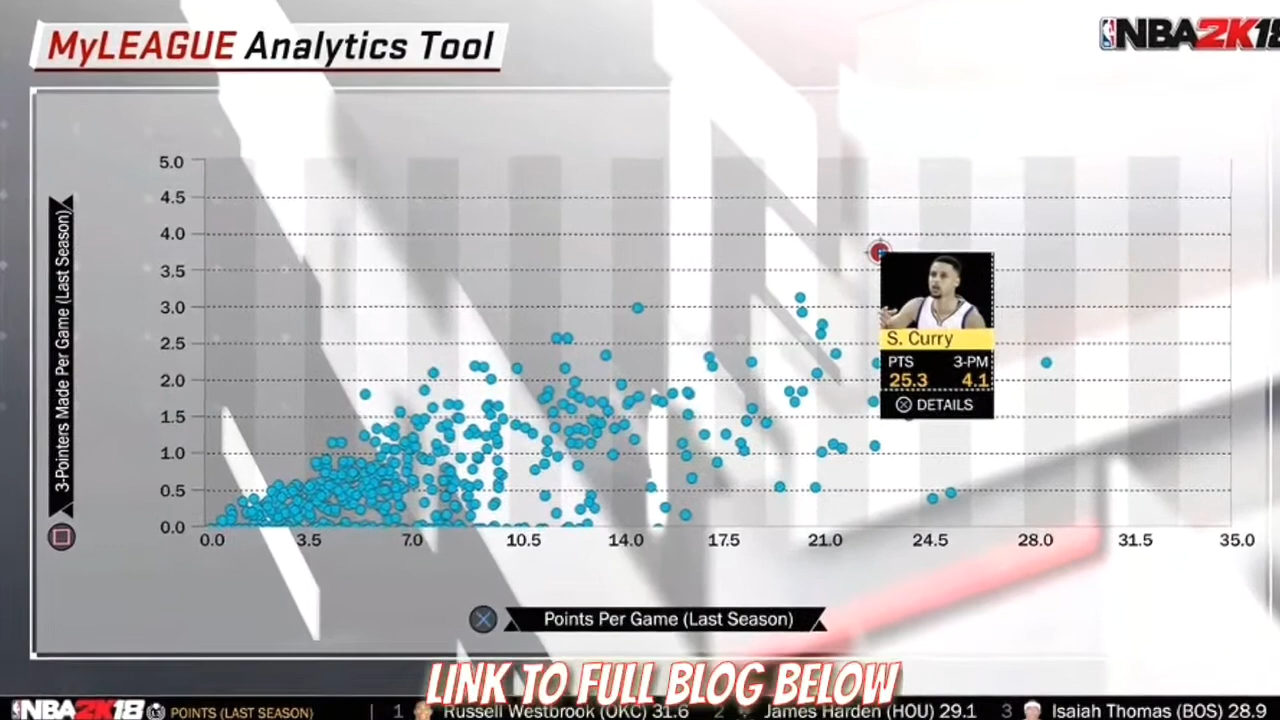 MyLEAGUE Analytics Tool
NBA2K18
3-Pointers Made Per Game (Last Season)
5.0
4.5
4.0
3.5
3.0
2.5
2.0
1.5
1.0
0.5
0.0
S. Curry
PTS 3-PM
25.3 4.1
DETAILS
0.0 3.5 7.0 10.5 14.0 17.5 21.0 24.5 28.0 31.5 35.0
Points Per Game (Last Season)
LINK TO FULL BLOG BELOW
NBA2K18 POINTS (LAST SEASON) | 1 Russell Westbrook (OKC) 31.6 2 James Harden (HOU) 29.1 3 Isaiah Thomas (BOS) 28.9